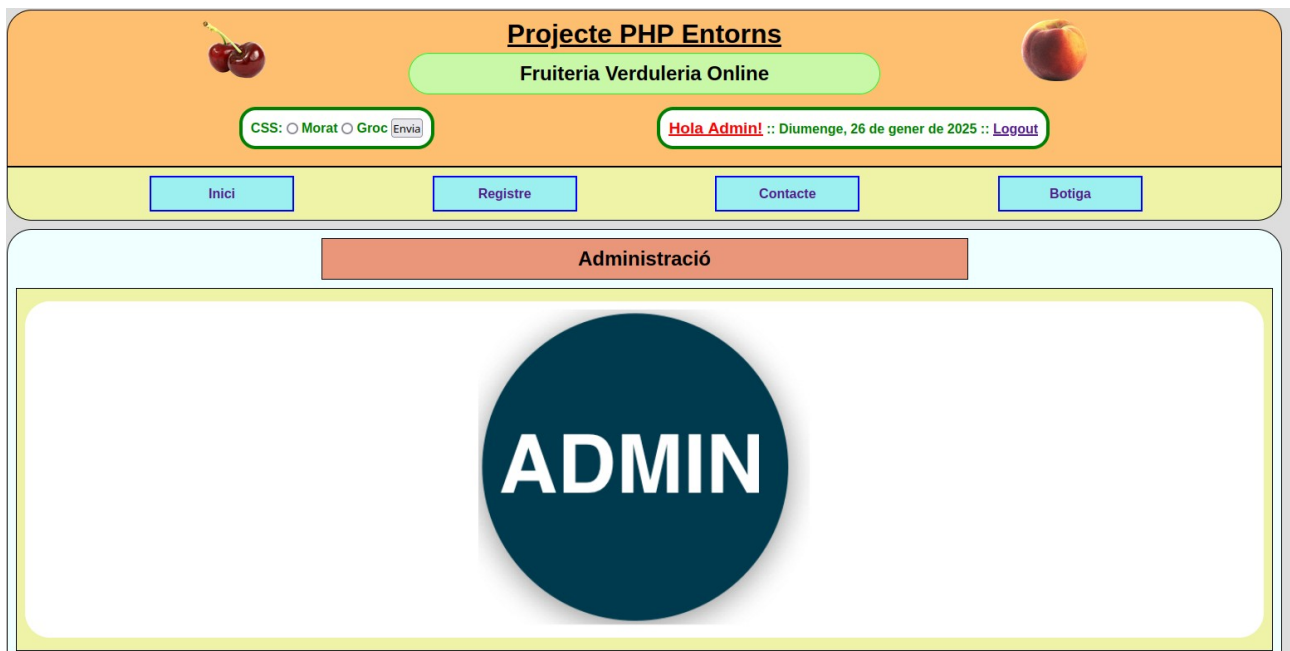 Projecte PHP Entorns
Fruiteria Verduleria Online
CSS: Morat Groc Envia
Hola Admin! :: Diumenge, 26 de gener de 2025 :: Logout
Inici
Registre
Contacte
Botiga
Administració
ADMIN